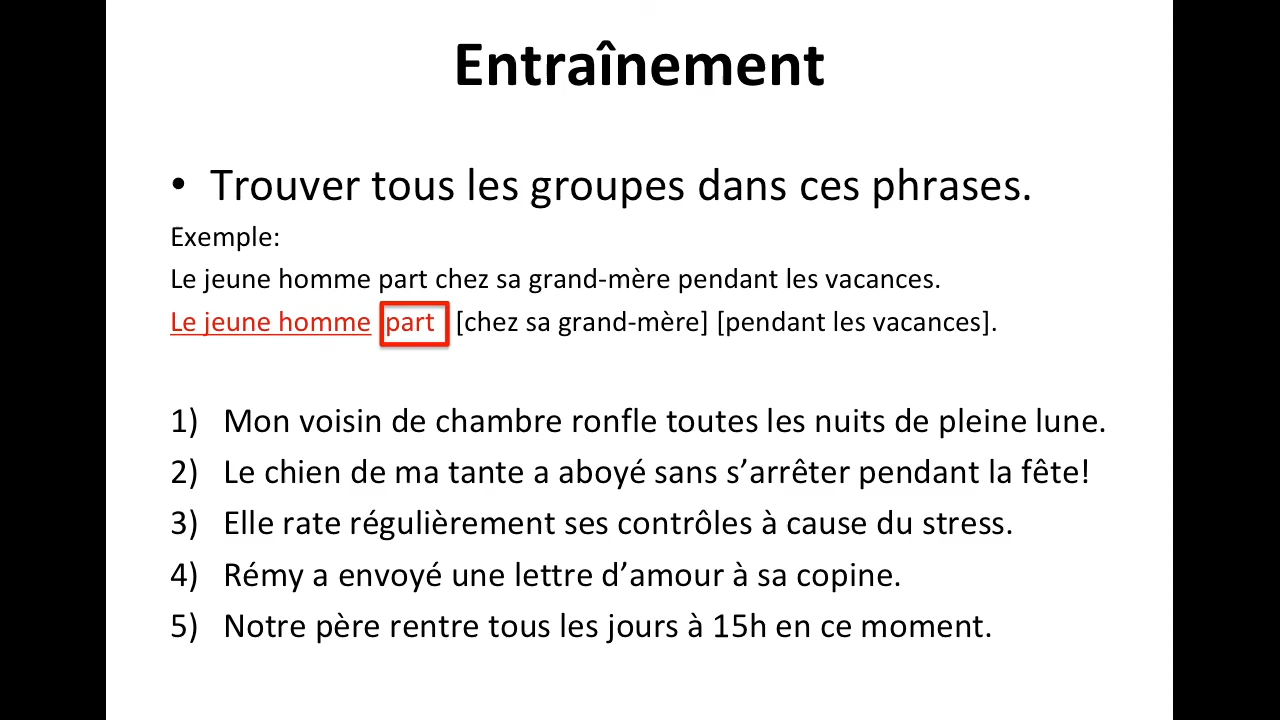 Entraînement
• Trouver tous les groupes dans ces phrases.
Exemple:
Le jeune homme part chez sa grand-mère pendant les vacances.
Le jeune homme part [chez sa grand-mère] [pendant les vacances].
1) Mon voisin de chambre ronfle toutes les nuits de pleine lune.
2) Le chien de ma tante a aboyé sans s’arrêter pendant la fête!
3) Elle rate régulièrement ses contrôles à cause du stress.
4) Rémy a envoyé une lettre d’amour à sa copine.
5) Notre père rentre tous les jours à 15h en ce moment.